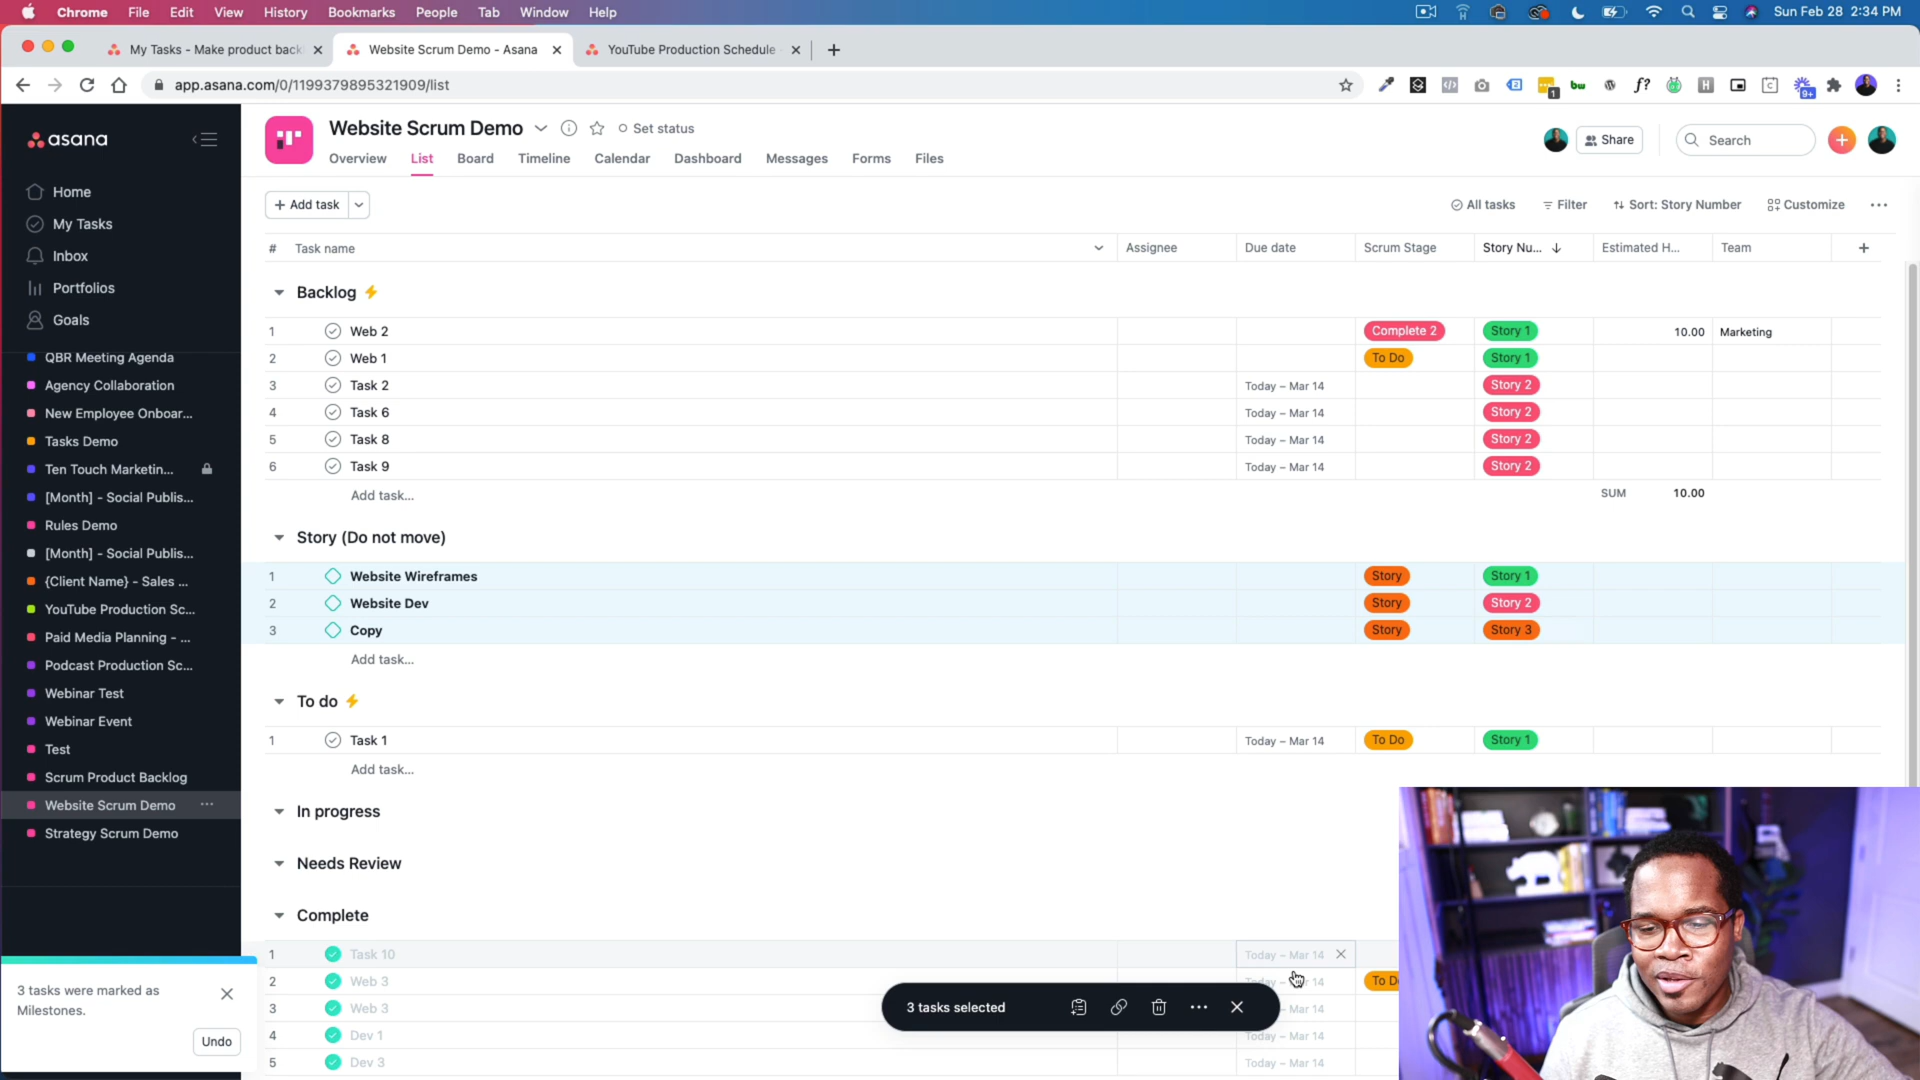 Chrome File Edit View History Bookmarks People Tab Window Help Sun Feb 28 2:34 PM
My Tasks - Make product back Website Scrum Demo - Asana YouTube Production Schedule
app.asana.com/0/1199379895321909/list
asana
Home
My Tasks
Inbox
Portfolios
Goals
QBR Meeting Agenda
Agency Collaboration
New Employee Onboar...
Tasks Demo
Ten Touch Marketin...
[Month] - Social Publis...
Rules Demo
[Month] - Social Publis...
{Client Name} - Sales ...
YouTube Production Sc...
Paid Media Planning - ...
Podcast Production Sc...
Webinar Test
Webinar Event
Test
Scrum Product Backlog
Website Scrum Demo ...
Strategy Scrum Demo
3 tasks were marked as
Milestones.
Undo
Website Scrum Demo Set status
Share Search
Overview List Board Timeline Calendar Dashboard Messages Forms Files
+ Add task All tasks Filter Sort: Story Number Customize
# Task name Assignee Due date Scrum Stage Story Nu... Estimated H... Team +
Backlog
1 Web 2 Complete 2 Story 1 10.00 Marketing
2 Web 1 To Do Story 1
3 Task 2 Today – Mar 14 Story 2
4 Task 6 Today – Mar 14 Story 2
5 Task 8 Today – Mar 14 Story 2
6 Task 9 Today – Mar 14 Story 2
Add task... SUM 10.00
Story (Do not move)
1 Website Wireframes Story Story 1
2 Website Dev Story Story 2
3 Copy Story Story 3
Add task...
To do
1 Task 1 Today – Mar 14 To Do Story 1
Add task...
In progress
Needs Review
Complete
1 Task 10 Today – Mar 14
2 Web 3 14 To D
3 Web 3 Mar 14
4 Dev 1 Today – Mar 14
5 Dev 3 Today – Mar 14
3 tasks selected